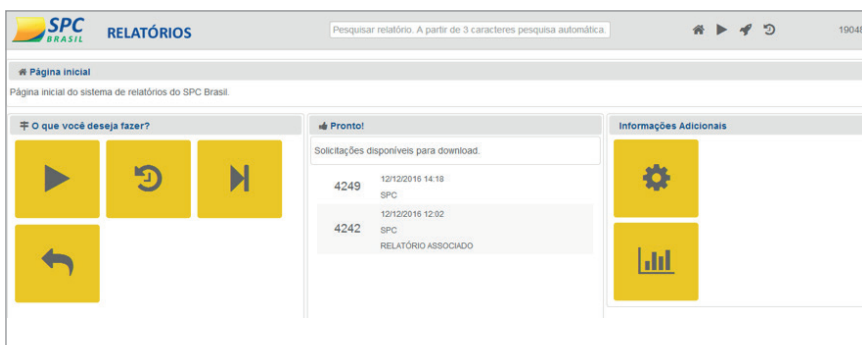 SPC
BRASIL
RELATÓRIOS
Pesquisar relatório. A partir de 3 caracteres pesquisa automática.
19048
Página inicial
Página inicial do sistema de relatórios do SPC Brasil.
O que você deseja fazer?
Pronto!
Solicitações disponíveis para download.
4249
12/12/2016 14:18
SPC
4242
12/12/2016 12:02
SPC
RELATÓRIO ASSOCIADO
Informações Adicionais